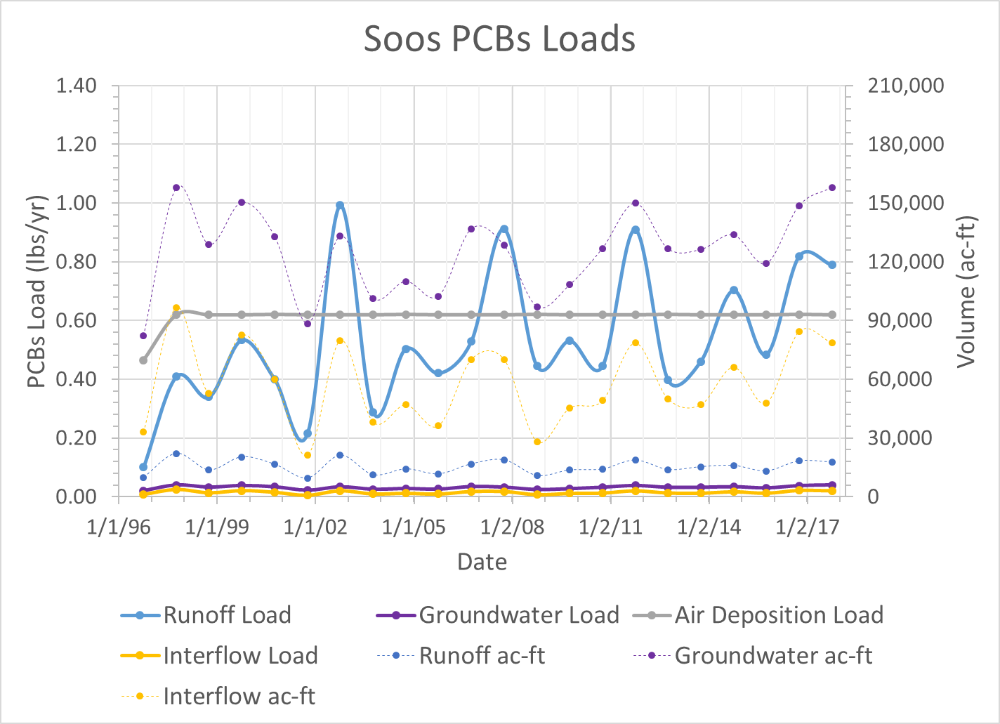 Soos PCBs Loads
1.40 210,000
1.20 180,000
1.00 150,000
0.80 120,000
0.60 90,000
0.40 60,000
0.20 30,000
0.00 0
PCBs Load (lbs/yr)
Volume (ac-ft)
1/1/96 1/1/99 1/1/02 1/1/05 1/2/08 1/2/11 1/2/14 1/2/17
Date
Runoff Load Groundwater Load Air Deposition Load
Interflow Load Runoff ac-ft Groundwater ac-ft
Interflow ac-ft